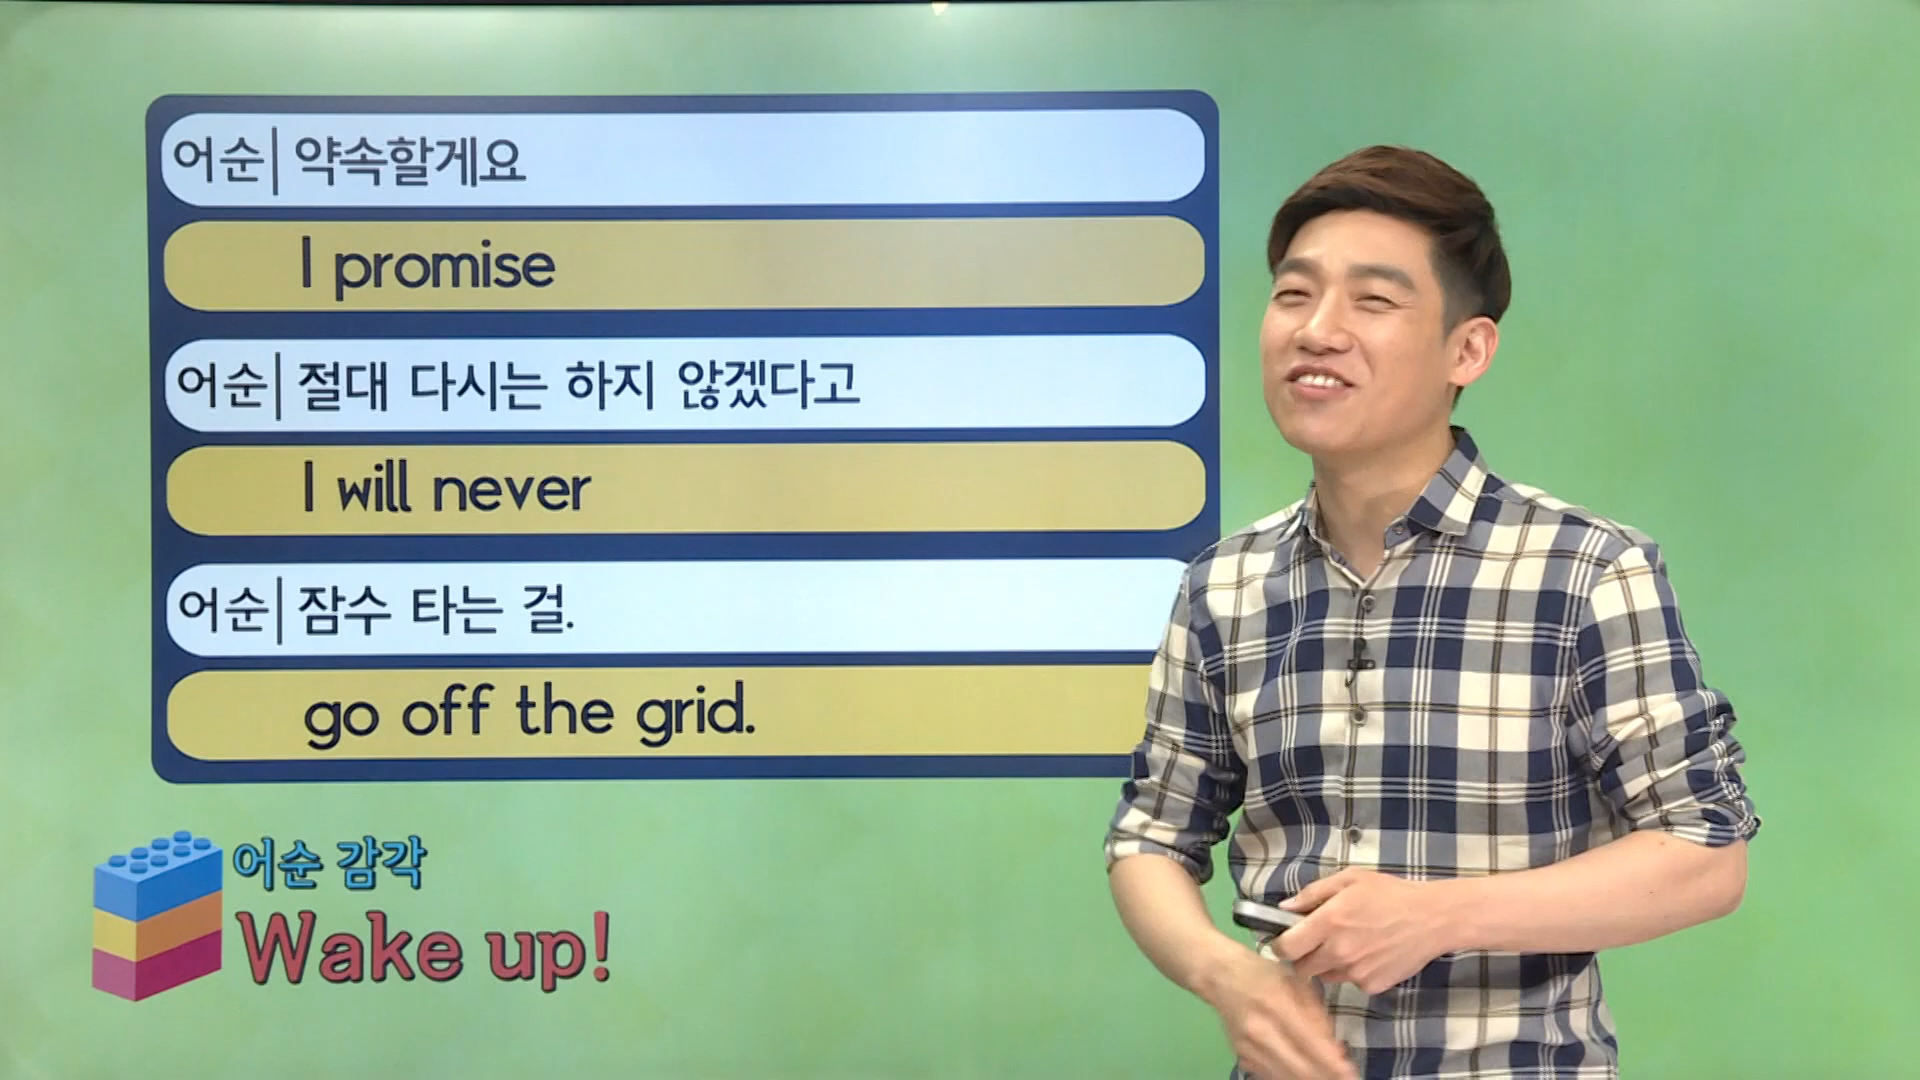 어순 | 약속할게요
I promise
어순 | 절대 다시는 하지 않겠다고
I will never
어순 | 잠수 타는 걸.
go off the grid.
어순 감각
Wake up!